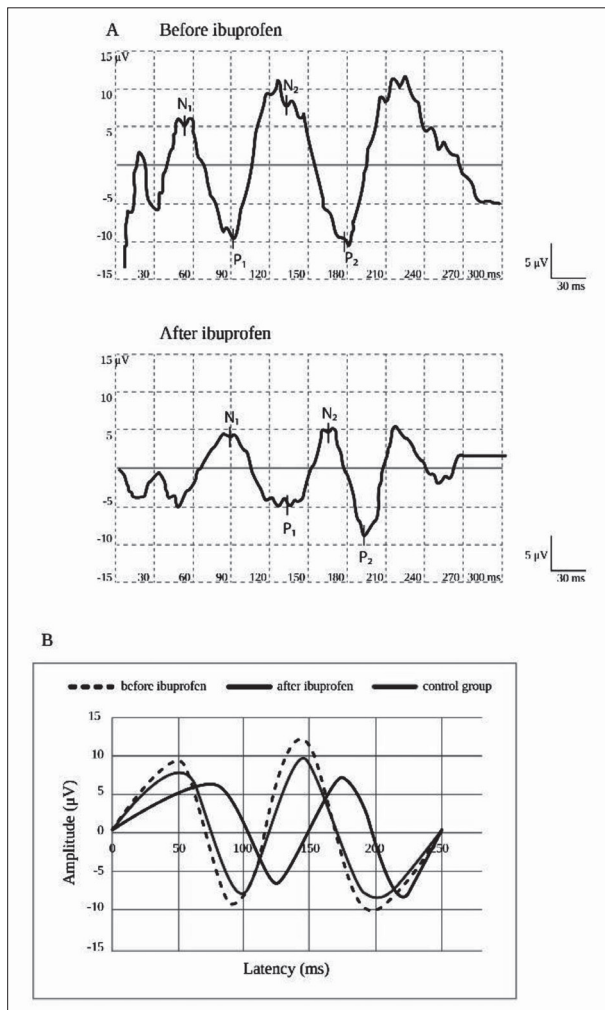 A Before ibuprofen
15 µV
10
5
-5
-10
-15
N1
P1
N2
P2
30 60 90 120 150 180 210 240 270 300 ms
5 µV
30 ms
After ibuprofen
15 µV
10
5
-5
-10
-15
N1
P1
N2
P2
30 60 90 120 150 180 210 240 270 300 ms
5 µV
30 ms
B
before ibuprofen after ibuprofen control group
15
10
5
0
-5
-10
-15
0 50 100 150 200 250
Amplitude (µV)
Latency (ms)